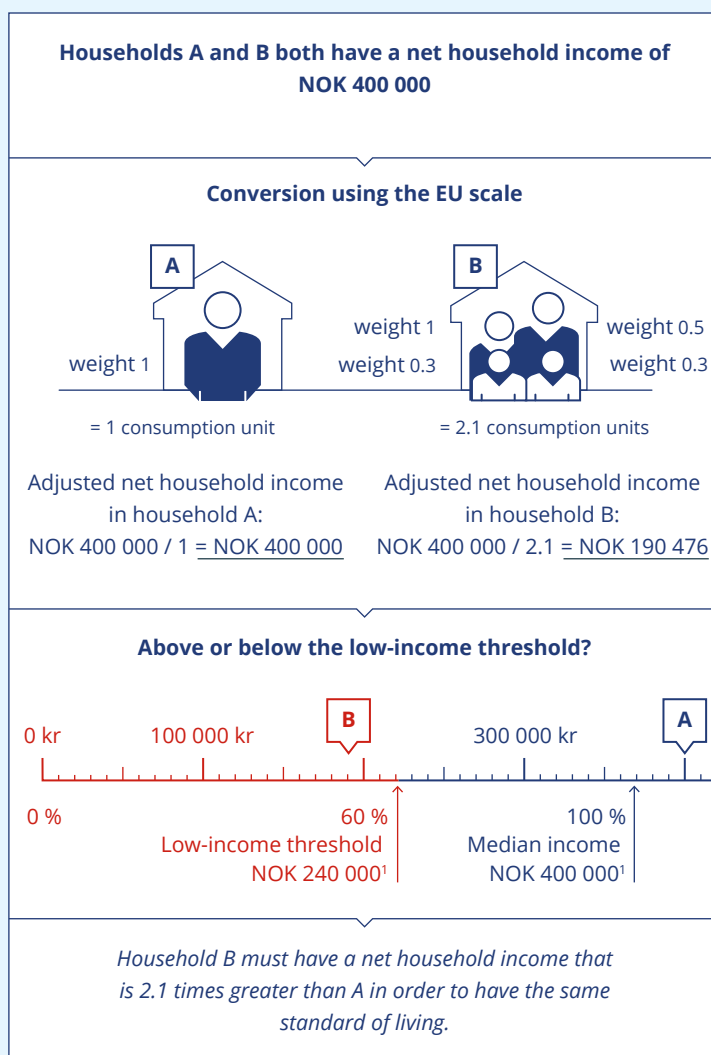 Households A and B both have a net household income of
NOK 400 000
Conversion using the EU scale
A
B
weight 1
weight 1
weight 0.5
weight 0.3
weight 0.3
= 1 consumption unit
= 2.1 consumption units
Adjusted net household income
in household A:
NOK 400 000 / 1 = NOK 400 000
Adjusted net household income
in household B:
NOK 400 000 / 2.1 = NOK 190 476
Above or below the low-income threshold?
B
A
0 kr
100 000 kr
300 000 kr
0 %
60 %
Low-income threshold
NOK 240 000¹
100 %
Median income
NOK 400 000¹
Household B must have a net household income that
is 2.1 times greater than A in order to have the same
standard of living.